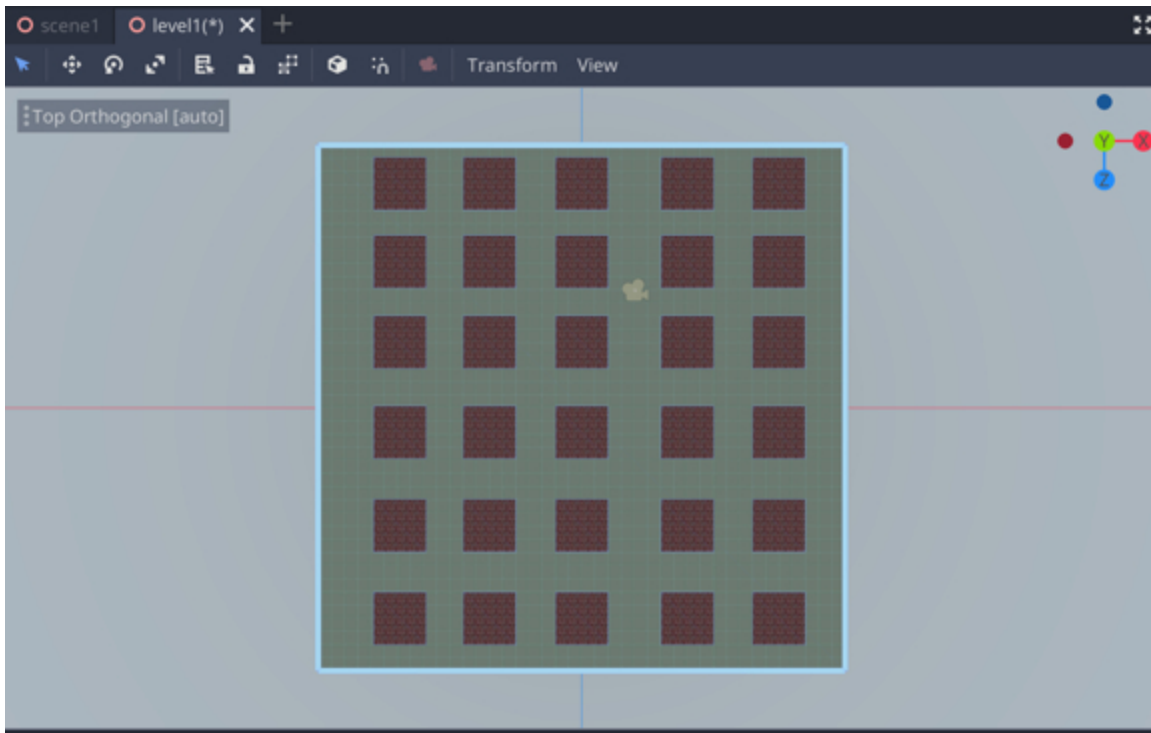 scene1 level1(*)
Transform View
Top Orthogonal [auto]
Y X
Z